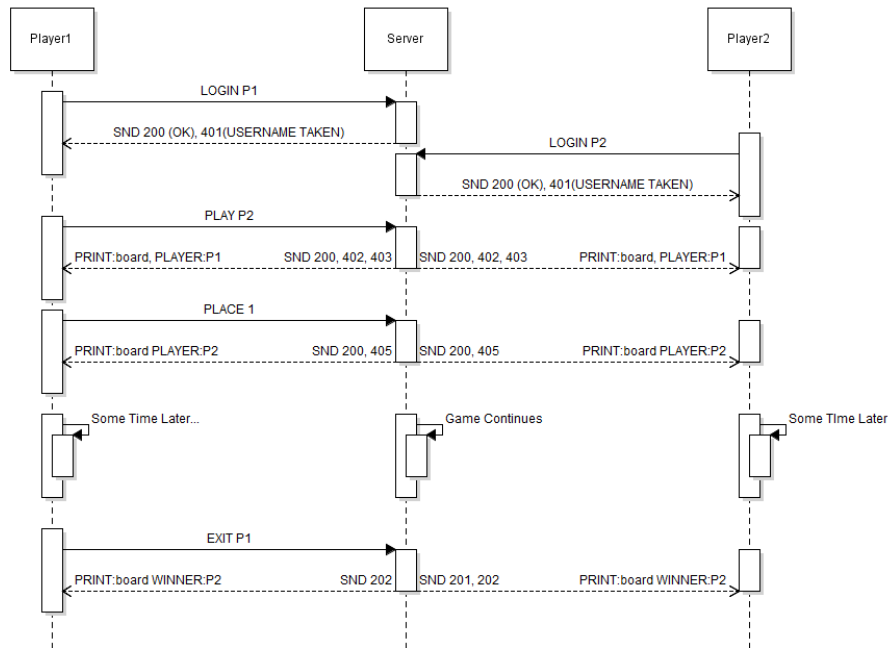 Player1
Server
Player2
LOGIN P1
SND 200 (OK), 401(USERNAME TAKEN)
LOGIN P2
SND 200 (OK), 401(USERNAME TAKEN)
PLAY P2
PRINT:board, PLAYER:P1
SND 200, 402, 403
SND 200, 402, 403
PRINT:board, PLAYER:P1
PLACE 1
PRINT:board PLAYER:P2
SND 200, 405
SND 200, 405
PRINT:board PLAYER:P2
Some Time Later...
Game Continues
Some TIme Later
EXIT P1
PRINT:board WINNER:P2
SND 202
SND 201, 202
PRINT:board WINNER:P2